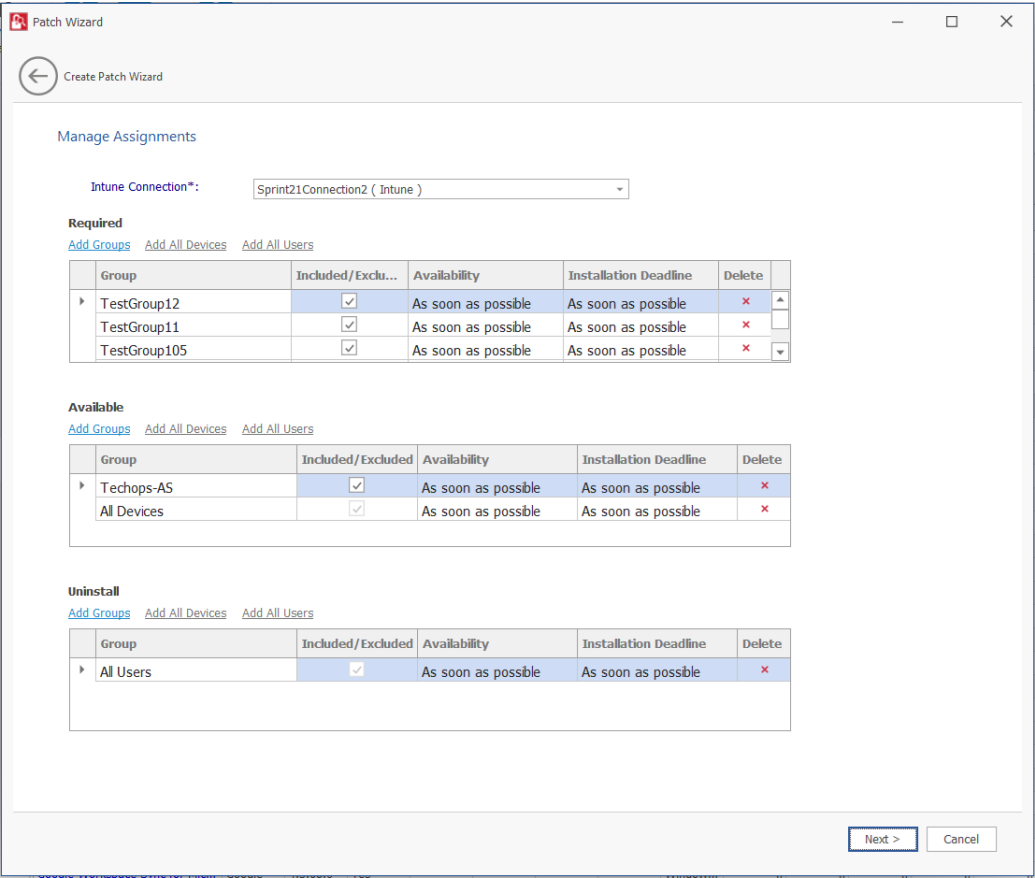 Patch Wizard
Create Patch Wizard
Manage Assignments
Intune Connection*: Sprint21Connection2 ( Intune )
Required
Add Groups Add All Devices Add All Users
Group Included/Exclu... Availability Installation Deadline Delete
TestGroup12 As soon as possible As soon as possible
TestGroup11 As soon as possible As soon as possible
TestGroup105 As soon as possible As soon as possible
Available
Add Groups Add All Devices Add All Users
Group Included/Excluded Availability Installation Deadline Delete
Techops-AS As soon as possible As soon as possible
All Devices As soon as possible As soon as possible
Uninstall
Add Groups Add All Devices Add All Users
Group Included/Excluded Availability Installation Deadline Delete
All Users As soon as possible As soon as possible
Next > Cancel